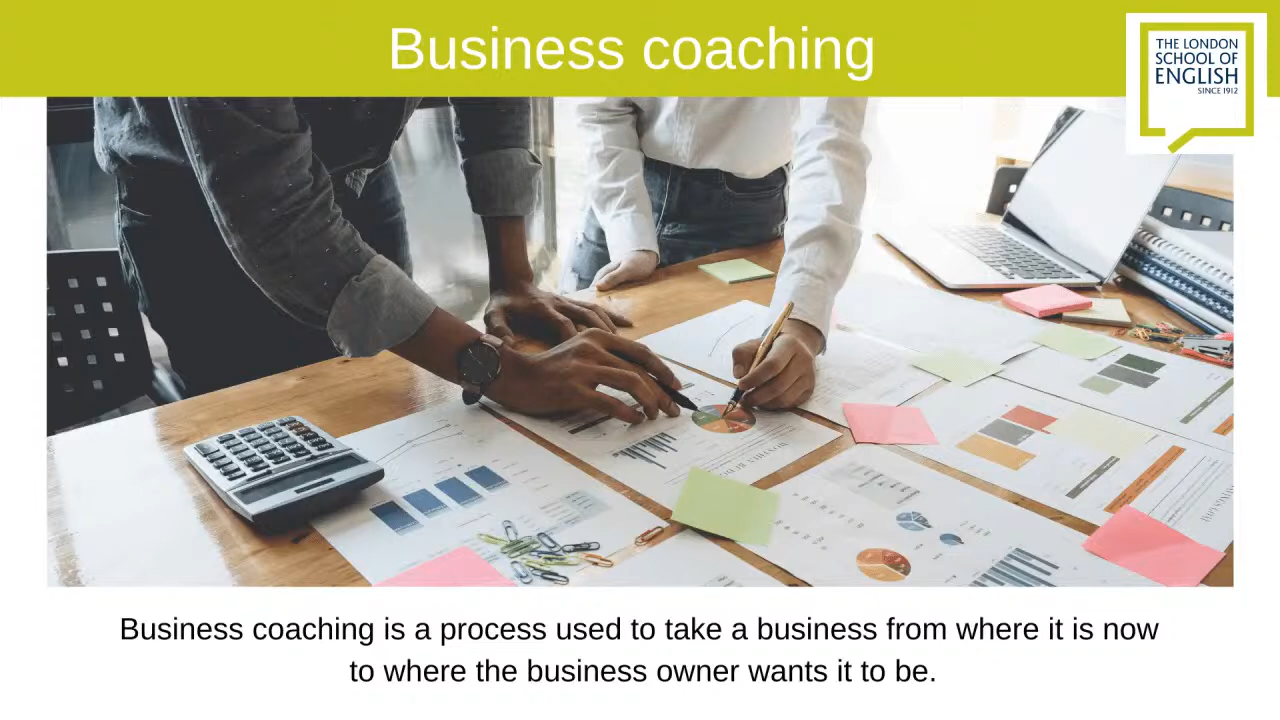 Business coaching
THE LONDON
SCHOOL OF
ENGLISH
SINCE 1912
Business coaching is a process used to take a business from where it is now
to where the business owner wants it to be.